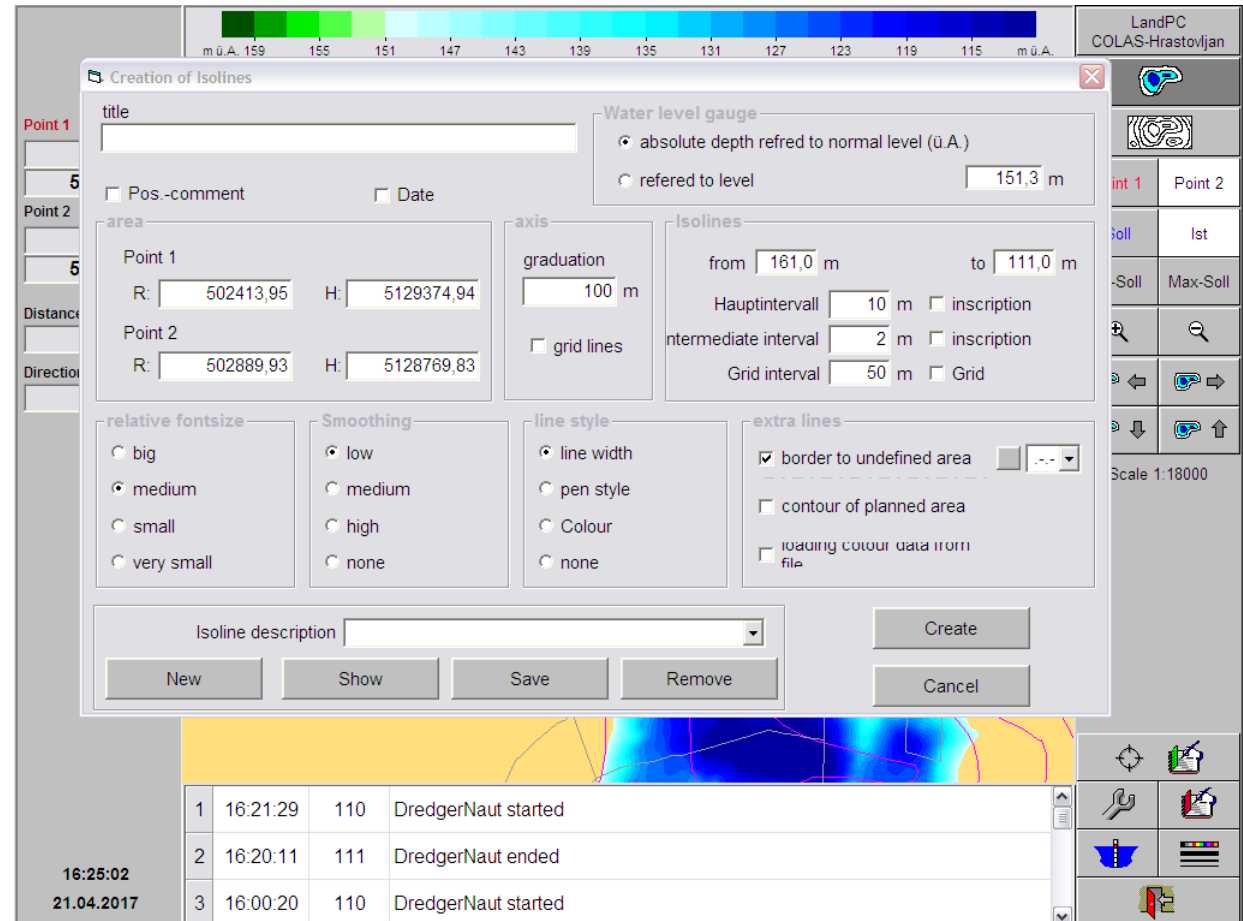 m ü.A. 159 155 151 147 143 139 135 131 127 123 119 115 m ü.A.
LandPC
COLAS-Hrastovljan
Creation of Isolines
title
Water level gauge
absolute depth refred to normal level (ü.A.)
refered to level 151,3 m
Pos.-comment Date
Point 1
5
Point 2
5
Distance
area
Point 1
R: 502413,95 H: 5129374,94
Point 2
R: 502889,93 H: 5128769,83
axis
graduation
100 m
grid lines
Isolines
from 161,0 m to 111,0 m
Hauptintervall 10 m inscription
ntermediate interval 2 m inscription
Grid interval 50 m Grid
int 1 Point 2
Soll Ist
-Soll Max-Soll
Scale 1:18000
relative fontsize
big
medium
small
very small
Smoothing
low
medium
high
none
line style
line width
pen style
Colour
none
extra lines
border to undefined area .-.-
contour of planned area
loading colour data from
file
Isoline description
New Show Save Remove
Create
Cancel
1 16:21:29 110 DredgerNaut started
2 16:20:11 111 DredgerNaut ended
3 16:00:20 110 DredgerNaut started
16:25:02
21.04.2017